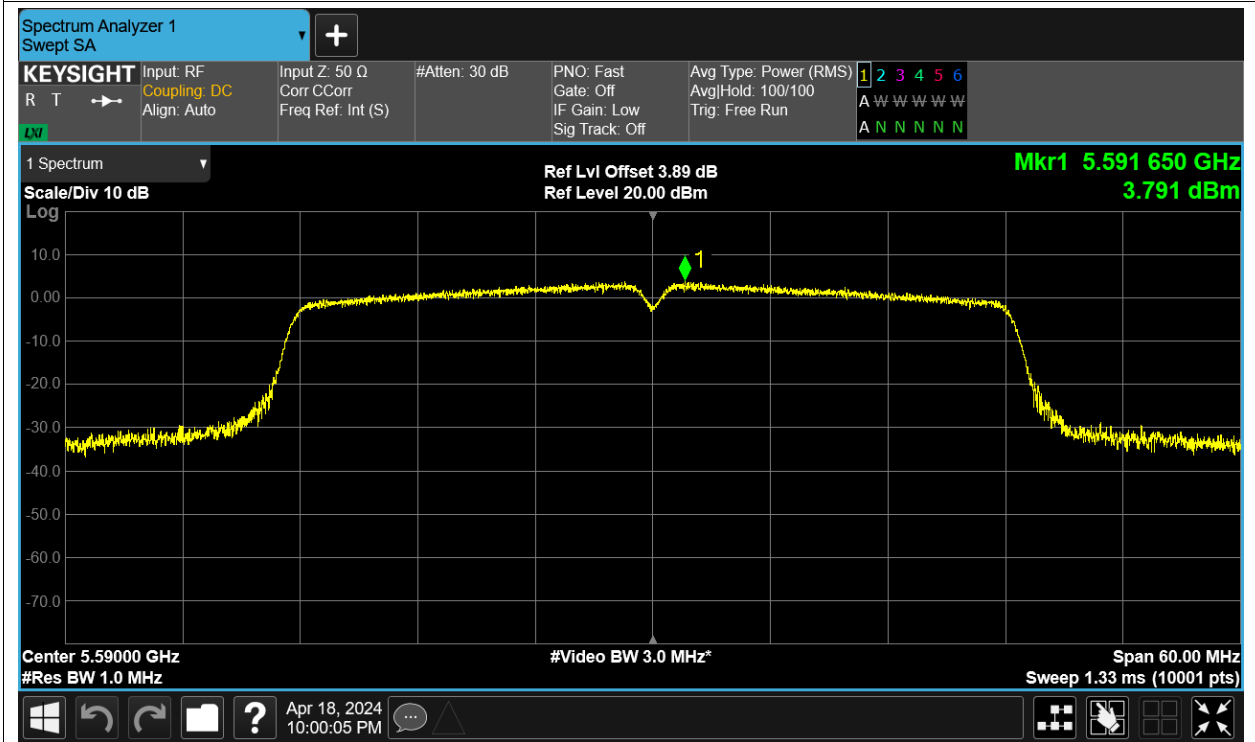 Spectrum Analyzer 1
Swept SA
+
KEYSIGHT
R T
LXI
Input: RF
Coupling: DC
Align: Auto
Input Z: 50 Ω
Corr CCorr
Freq Ref: Int (S)
#Atten: 30 dB
PNO: Fast
Gate: Off
IF Gain: Low
Sig Track: Off
Avg Type: Power (RMS)
Avg|Hold: 100/100
Trig: Free Run
1 2 3 4 5 6
A W W W W W
A N N N N N
1 Spectrum
Scale/Div 10 dB
Log
Ref Lvl Offset 3.89 dB
Ref Level 20.00 dBm
Mkr1 5.591 650 GHz
3.791 dBm
1
10.0
0.00
-10.0
-20.0
-30.0
-40.0
-50.0
-60.0
-70.0
Center 5.59000 GHz
#Res BW 1.0 MHz
#Video BW 3.0 MHz*
Span 60.00 MHz
Sweep 1.33 ms (10001 pts)
?
Apr 18, 2024
10:00:05 PM